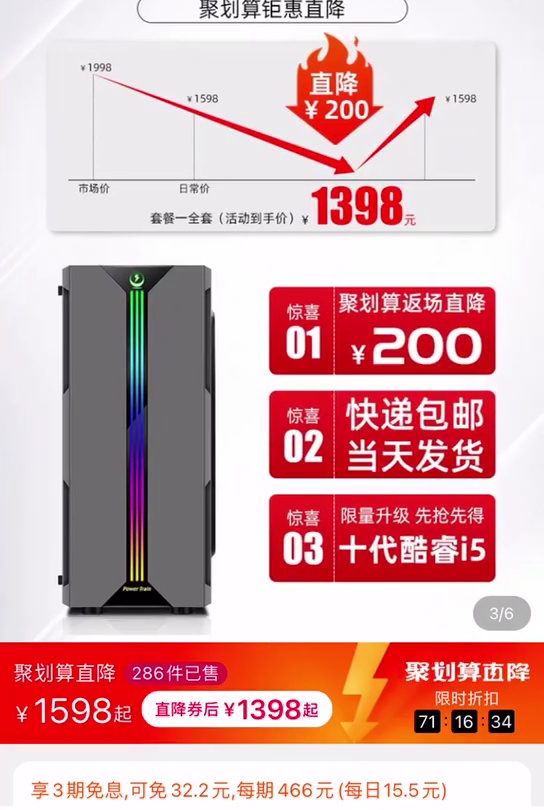 聚划算钜惠直降
¥1998
直降
¥200
¥1598
¥1598
市场价
日常价
套餐一全套（活动到手价）¥1398元
惊喜
01
聚划算返场直降
¥200
惊喜
02
快递包邮
当天发货
惊喜
03
限量升级 先抢先得
十代酷睿i5
Power Train
3/6
聚划算直降 286件已售
¥1598起 直降券后¥1398起
聚划算直降
限时折扣
71:16:34
享3期免息,可免32.2元,每期466元(每日15.5元)